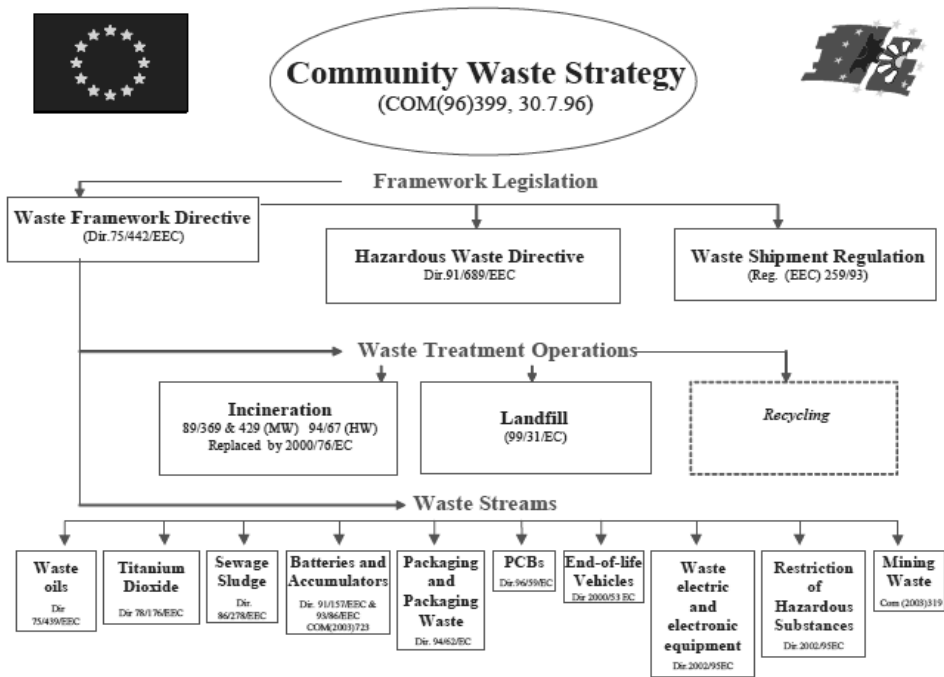 Community Waste Strategy
(COM(96)399, 30.7.96)
Framework Legislation
Waste Framework Directive
(Dir.75/442/EEC)
Hazardous Waste Directive
Dir.91/689/EEC
Waste Shipment Regulation
(Reg. (EEC) 259/93)
Waste Treatment Operations
Incineration
89/369 & 429 (MW) 94/67 (HW)
Replaced by 2000/76/EC
Landfill
(99/31/EC)
Recycling
Waste Streams
Waste
oils
Dir
75/439/EEC
Titanium
Dioxide
Dir 78/176/EEC
Sewage
Sludge
Dir.
86/278/EEC
Batteries and
Accumulators
Dir. 91/157/EEC &
93/86/EEC
COM(2003)723
Packaging
and
Packaging
Waste
Dir. 94/62/EC
PCBs
Dir.96/59/EC
End-of-life
Vehicles
Dir 2000/53 EC
Waste
electric
and
electronic
equipment
Dir.2002/95EC
Restriction
of
Hazardous
Substances
Dir.2002/95EC
Mining
Waste
Com (2003)319